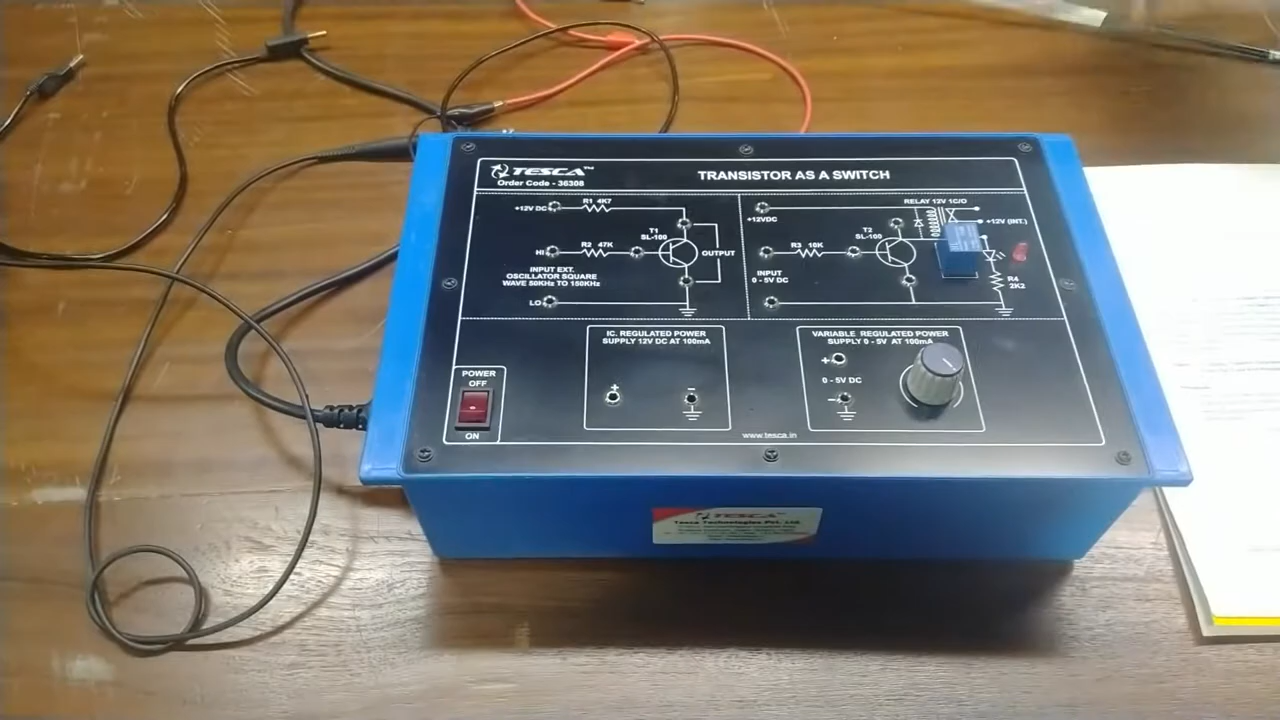 TESCA™
Order Code - 36308
TRANSISTOR AS A SWITCH
+12V DC
R1 4K7
T1
SL-100
HI
R2 47K
OUTPUT
INPUT EXT.
OSCILLATOR SQUARE
WAVE 50KHz TO 150KHz
LO
RELAY 12V 1C/O
+12VDC
+12V (INT.)
T2
SL-100
R3 10K
INPUT
0 - 5V DC
R4
2K2
POWER
OFF
ON
IC. REGULATED POWER
SUPPLY 12V DC AT 100mA
+
-
VARIABLE REGULATED POWER
SUPPLY 0 - 5V AT 100mA
+
0 - 5V DC
-
www.tesca.in
TESCA
Tesca Technologies Pvt. Ltd.